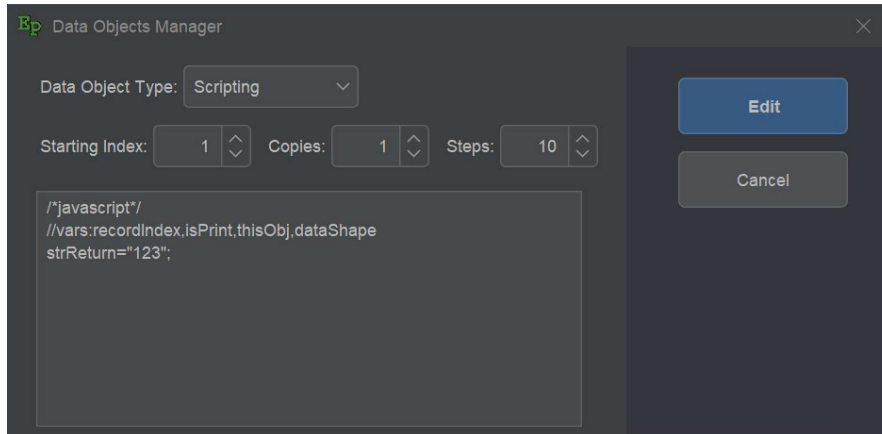 Ep Data Objects Manager
Data Object Type: Scripting
Edit
Starting Index: 1 Copies: 1 Steps: 10
Cancel
/*javascript*/
//vars:recordIndex,isPrint,thisObj,dataShape
strReturn="123";